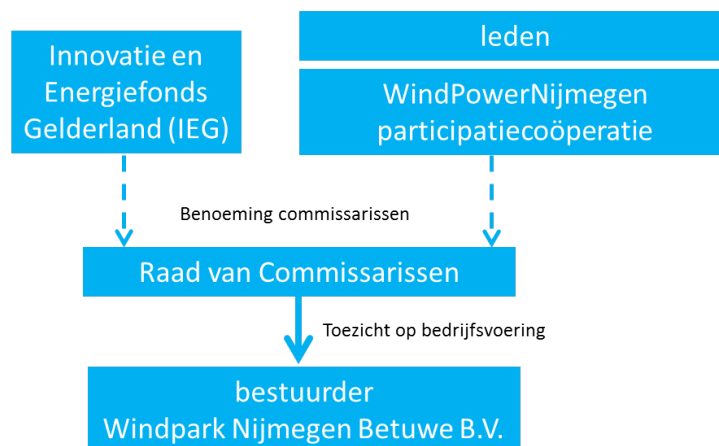 Innovatie en
Energiefonds
Gelderland (IEG)
leden
WindPowerNijmegen
participatiecoöperatie
Benoeming commissarissen
Raad van Commissarissen
Toezicht op bedrijfsvoering
bestuurder
Windpark Nijmegen Betuwe B.V.